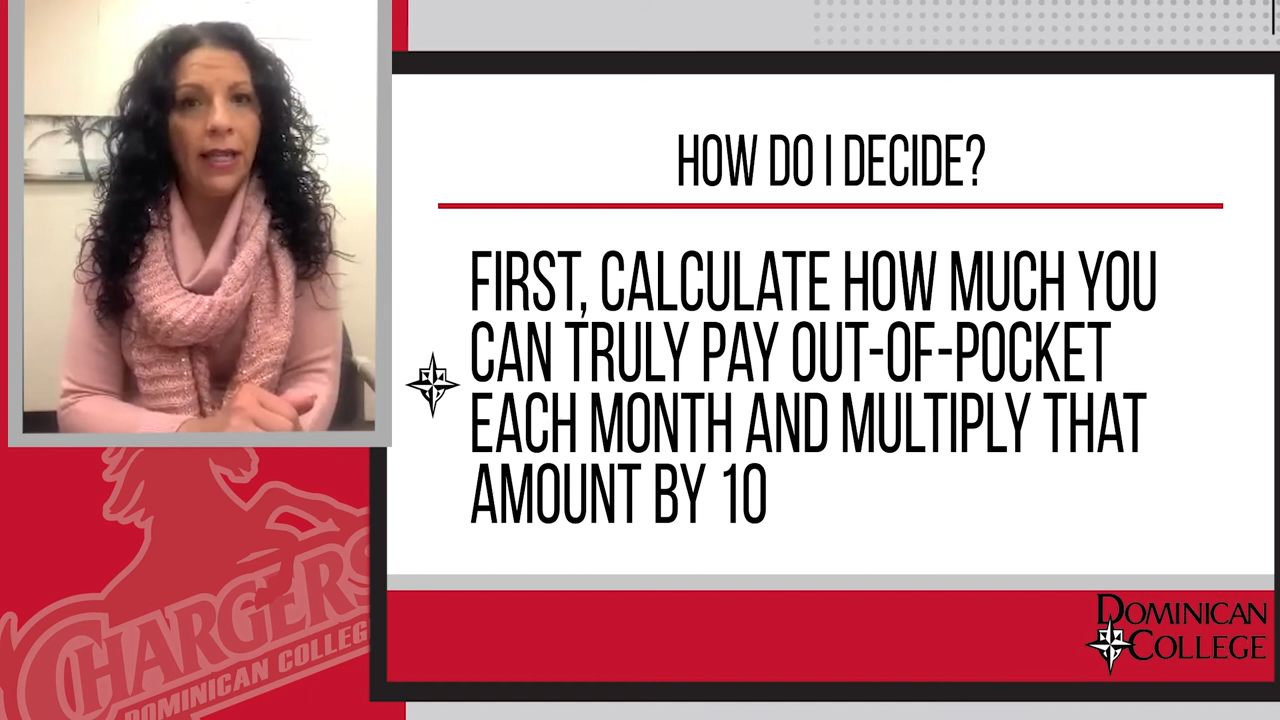 HOW DO I DECIDE?
FIRST, CALCULATE HOW MUCH YOU
CAN TRULY PAY OUT-OF-POCKET
EACH MONTH AND MULTIPLY THAT
AMOUNT BY 10
CHARGERS
DOMINICAN COLLEGE
DOMINICAN
COLLEGE